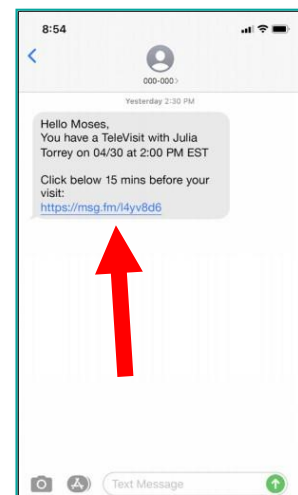 8:54
000-000>
Yesterday 2:30 PM
Hello Moses,
You have a TeleVisit with Julia
Torrey on 04/30 at 2:00 PM EST
Click below 15 mins before your
visit:
https://msg.fm/l4yv8d6
Text Message